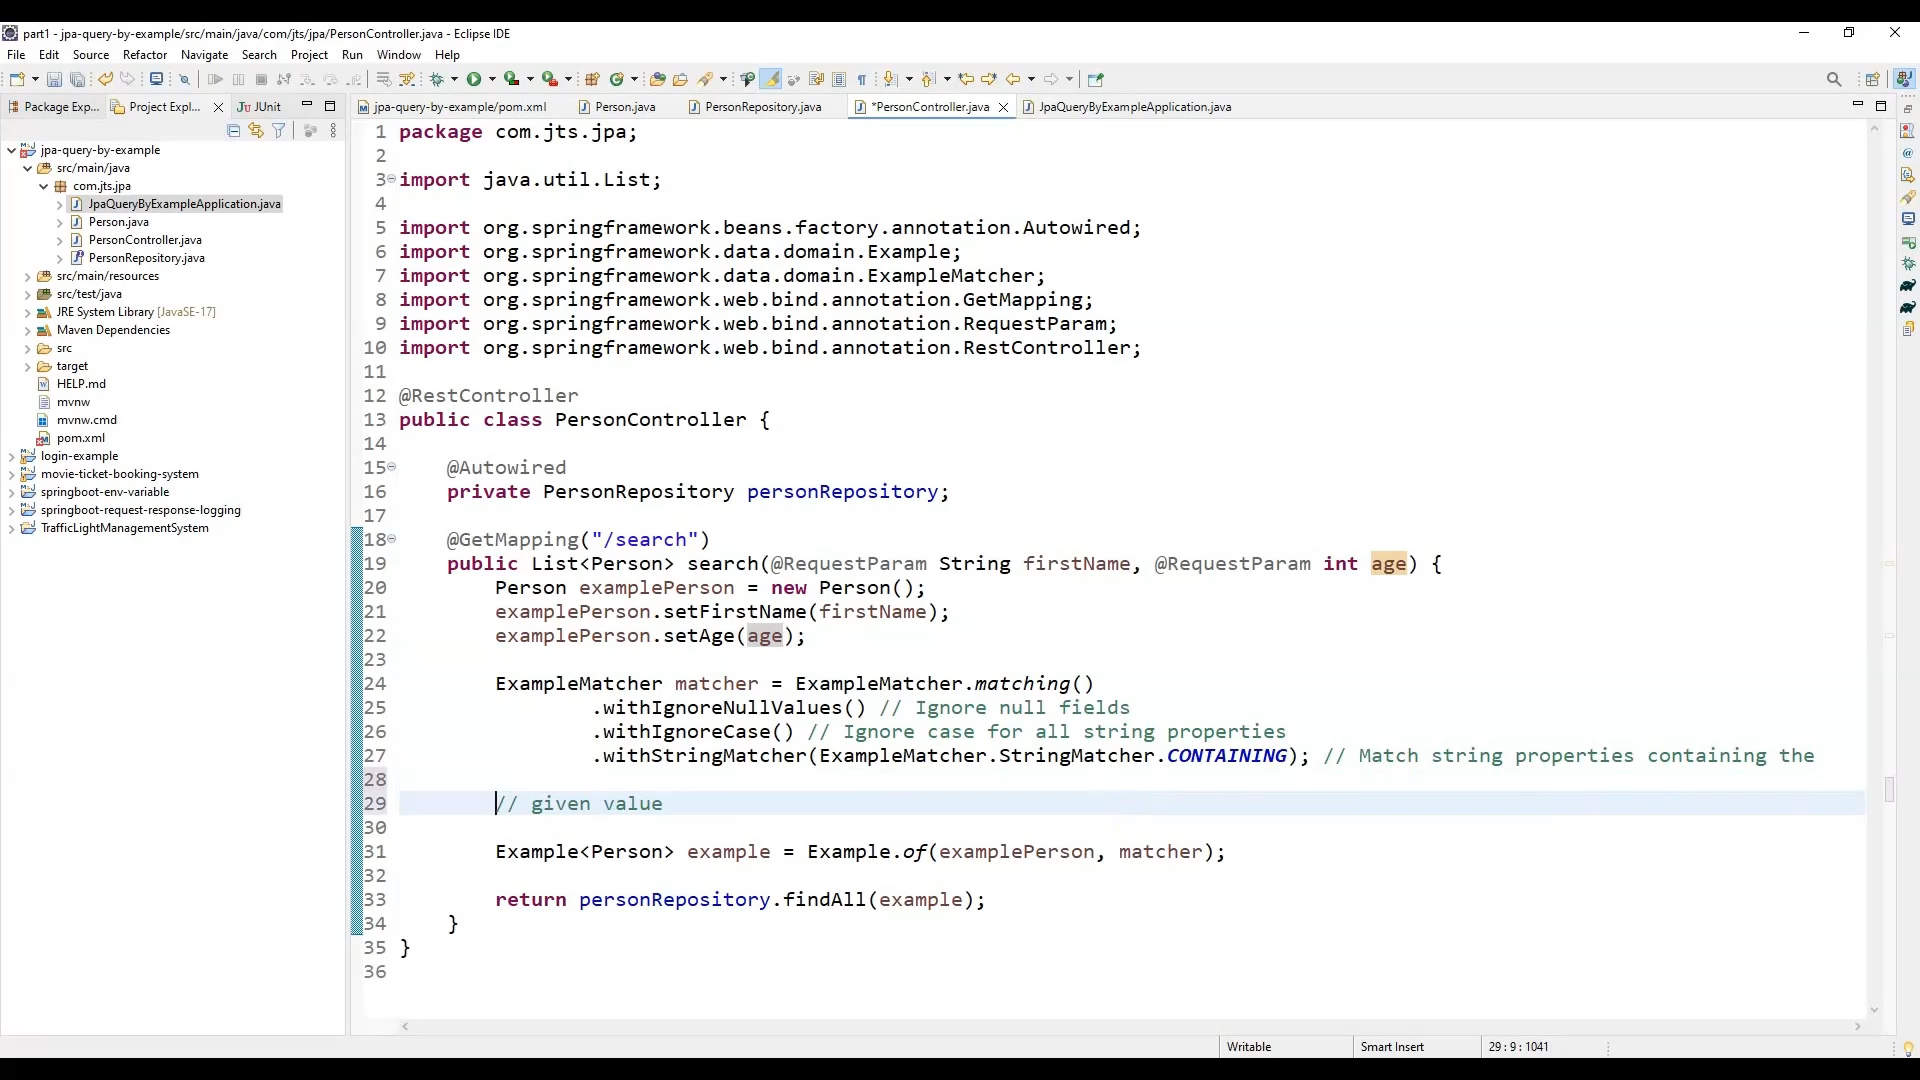 part1 - jpa-query-by-example/src/main/java/com/jts/jpa/PersonController.java - Eclipse IDE
File Edit Source Refactor Navigate Search Project Run Window Help
Package Exp... Project Expl... JUnit
jpa-query-by-example/pom.xml Person.java PersonRepository.java *PersonController.java JpaQueryByExampleApplication.java
jpa-query-by-example
src/main/java
com.jts.jpa
JpaQueryByExampleApplication.java
Person.java
PersonController.java
PersonRepository.java
src/main/resources
src/test/java
JRE System Library [JavaSE-17]
Maven Dependencies
src
target
HELP.md
mvnw
mvnw.cmd
pom.xml
login-example
movie-ticket-booking-system
springboot-env-variable
springboot-request-response-logging
TrafficLightManagementSystem
1 package com.jts.jpa;
2
3 import java.util.List;
4
5 import org.springframework.beans.factory.annotation.Autowired;
6 import org.springframework.data.domain.Example;
7 import org.springframework.data.domain.ExampleMatcher;
8 import org.springframework.web.bind.annotation.GetMapping;
9 import org.springframework.web.bind.annotation.RequestParam;
10 import org.springframework.web.bind.annotation.RestController;
11
12 @RestController
13 public class PersonController {
14
15 @Autowired
16 private PersonRepository personRepository;
17
18 @GetMapping("/search")
19 public List<Person> search(@RequestParam String firstName, @RequestParam int age) {
20 Person examplePerson = new Person();
21 examplePerson.setFirstName(firstName);
22 examplePerson.setAge(age);
23
24 ExampleMatcher matcher = ExampleMatcher.matching()
25 .withIgnoreNullValues() // Ignore null fields
26 .withIgnoreCase() // Ignore case for all string properties
27 .withStringMatcher(ExampleMatcher.StringMatcher.CONTAINING); // Match string properties containing the
28
29 // given value
30
31 Example<Person> example = Example.of(examplePerson, matcher);
32
33 return personRepository.findAll(example);
34 }
35 }
36
Writable Smart Insert 29 : 9 : 1041